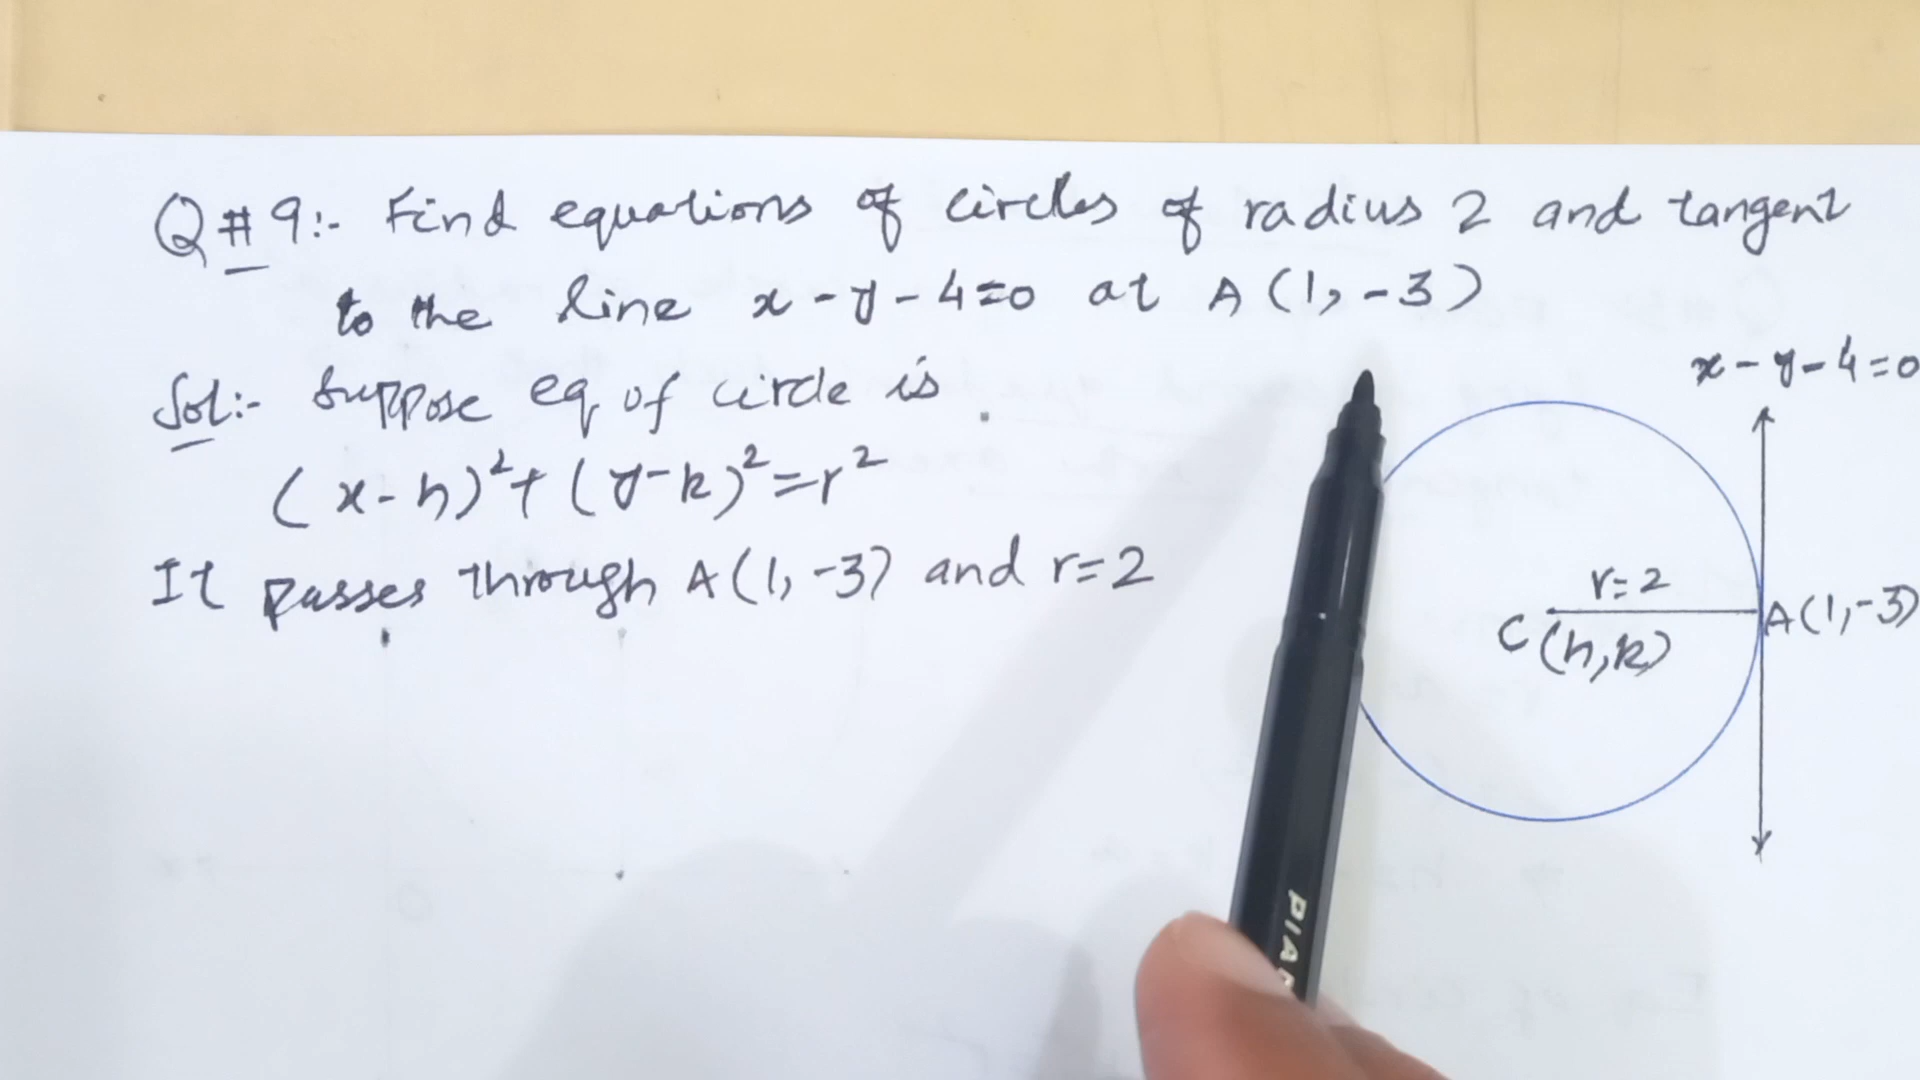 Q#9:- Find equations of circles of radius 2 and tangent
to the line x-y-4=0 at A(1,-3)
Sol:- Suppose eq of circle is
(x-h)²+(y-k)²=r²
It passes through A(1,-3) and r=2
x-y-4=0
r=2
A(1,-3)
C(h,k)